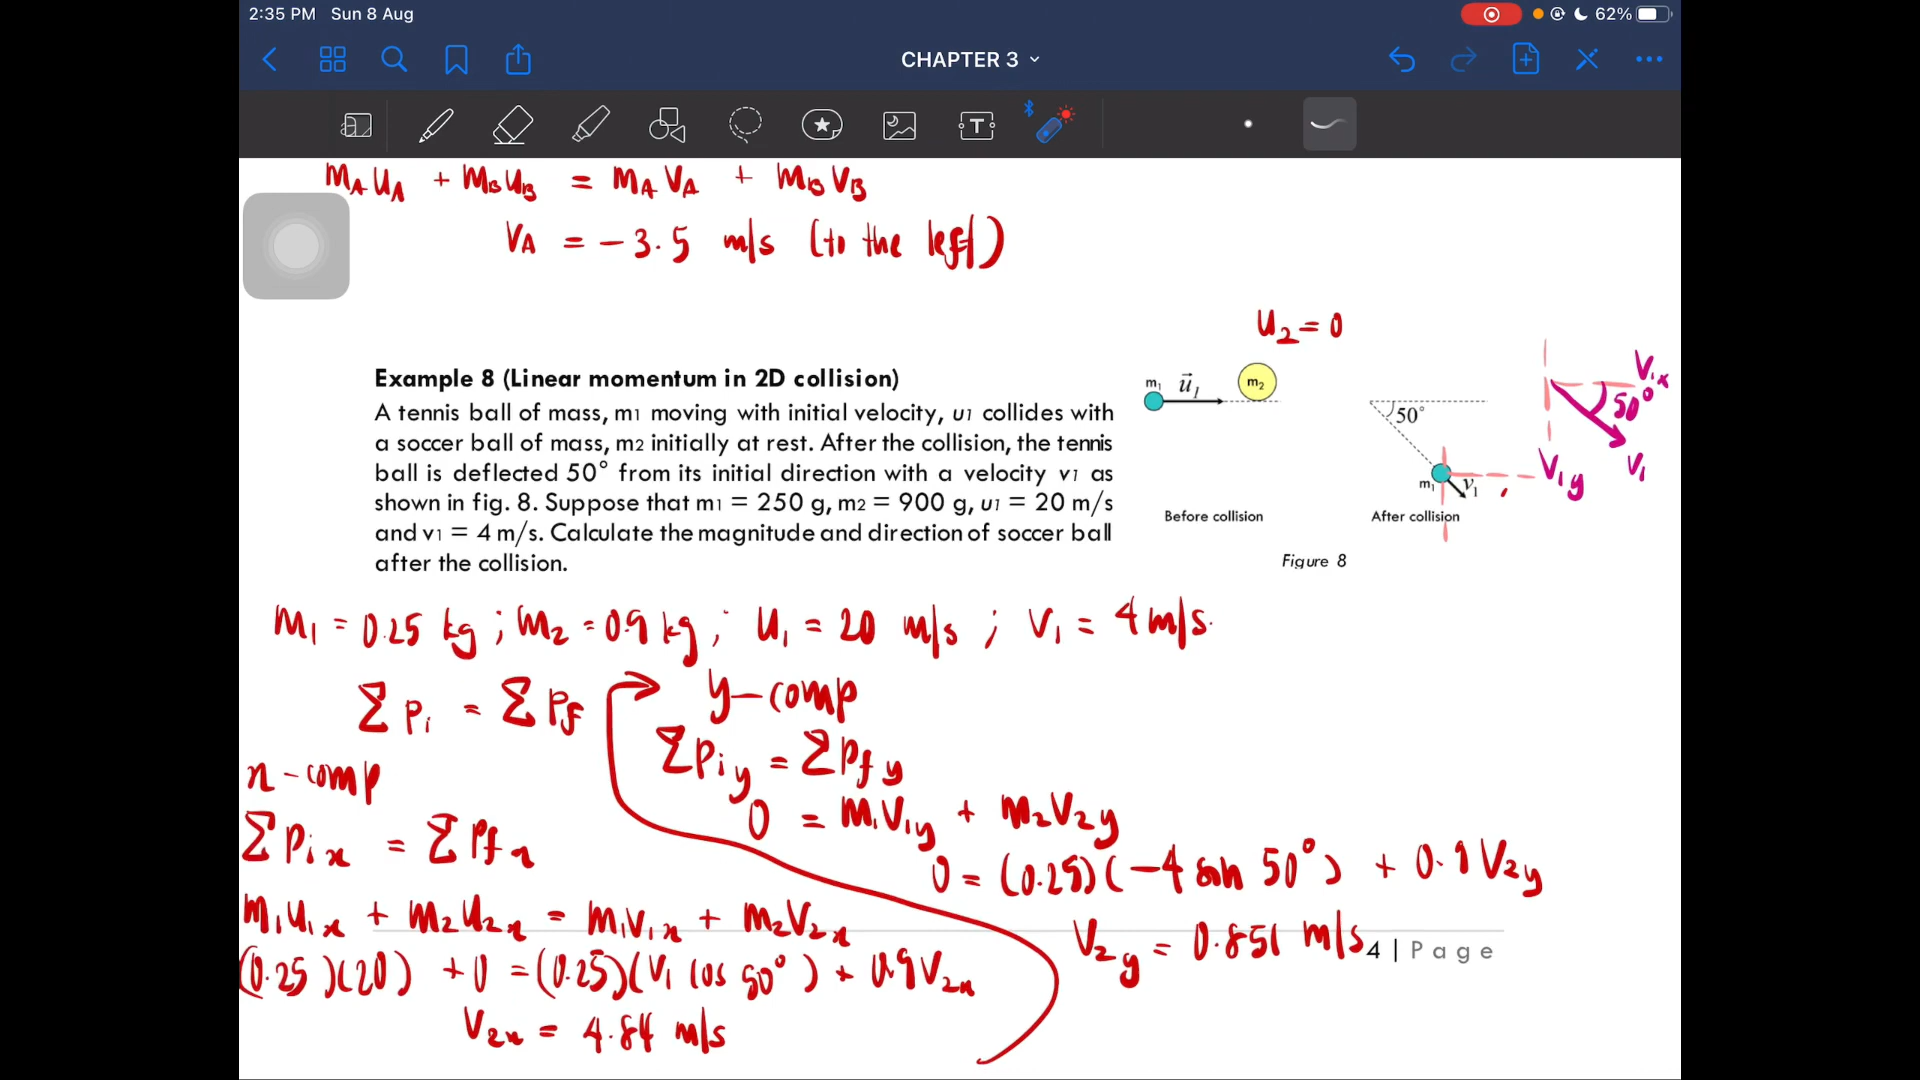 2:35 PM Sun 8 Aug
62%
CHAPTER 3
mA uA + mB uB = mA vA + mB vB
vA = -3.5 m/s (to the left)
u2 = 0
Example 8 (Linear momentum in 2D collision)
A tennis ball of mass, m1 moving with initial velocity, u1 collides with
a soccer ball of mass, m2 initially at rest. After the collision, the tennis
ball is deflected 50° from its initial direction with a velocity v1 as
shown in fig. 8. Suppose that m1 = 250 g, m2 = 900 g, u1 = 20 m/s
and v1 = 4 m/s. Calculate the magnitude and direction of soccer ball
after the collision.
m1 u⃗1 m2
50°
m1 v1
Before collision
After collision
Figure 8
V1x
50°
V1
V1y
m1 = 0.25 kg ; m2 = 0.9 kg ; u1 = 20 m/s ; v1 = 4 m/s.
Σ Pi = Σ Pf
x-comp
Σ Pix = Σ Pfx
m1u1x + m2u2x = m1v1x + m2v2x
(0.25)(20) + 0 = (0.25)(v1 cos 50°) + 0.9V2x
V2x = 4.84 m/s
y-comp
ΣPiy = ΣPfy
0 = m1V1y + m2V2y
0 = (0.25)(-4 sin 50°) + 0.9 V2y
V2y = 0.851 m/s
4 | Page